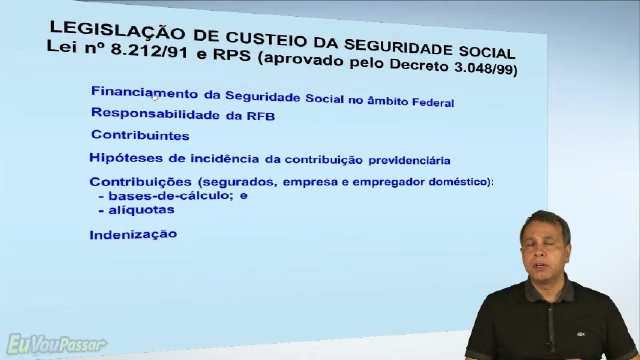 LEGISLAÇÃO DE CUSTEIO DA SEGURIDADE SOCIAL
Lei nº 8.212/91 e RPS (aprovado pelo Decreto 3.048/99)
Financiamento da Seguridade Social no âmbito Federal
Responsabilidade da RFB
Contribuintes
Hipóteses de incidência da contribuição previdenciária
Contribuições (segurados, empresa e empregador doméstico):
- bases-de-cálculo; e
- alíquotas
Indenização
EuVouPassar